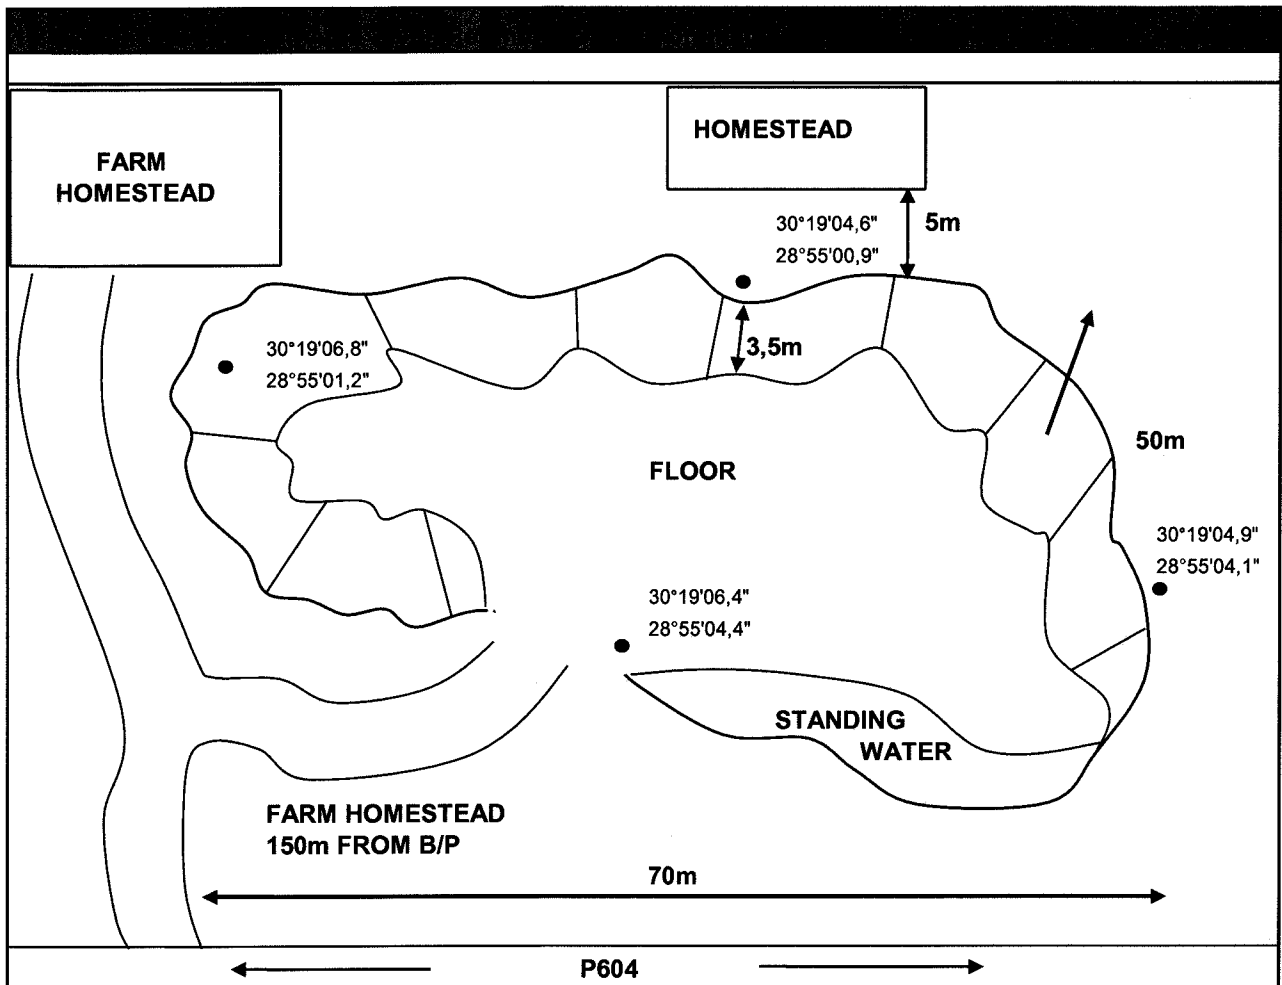 FARM
HOMESTEAD
HOMESTEAD
30°19'04,6"
28°55'00,9"
5m
30°19'06,8"
28°55'01,2"
3,5m
50m
FLOOR
30°19'04,9"
28°55'04,1"
30°19'06,4"
28°55'04,4"
STANDING
WATER
FARM HOMESTEAD
150m FROM B/P
70m
P604